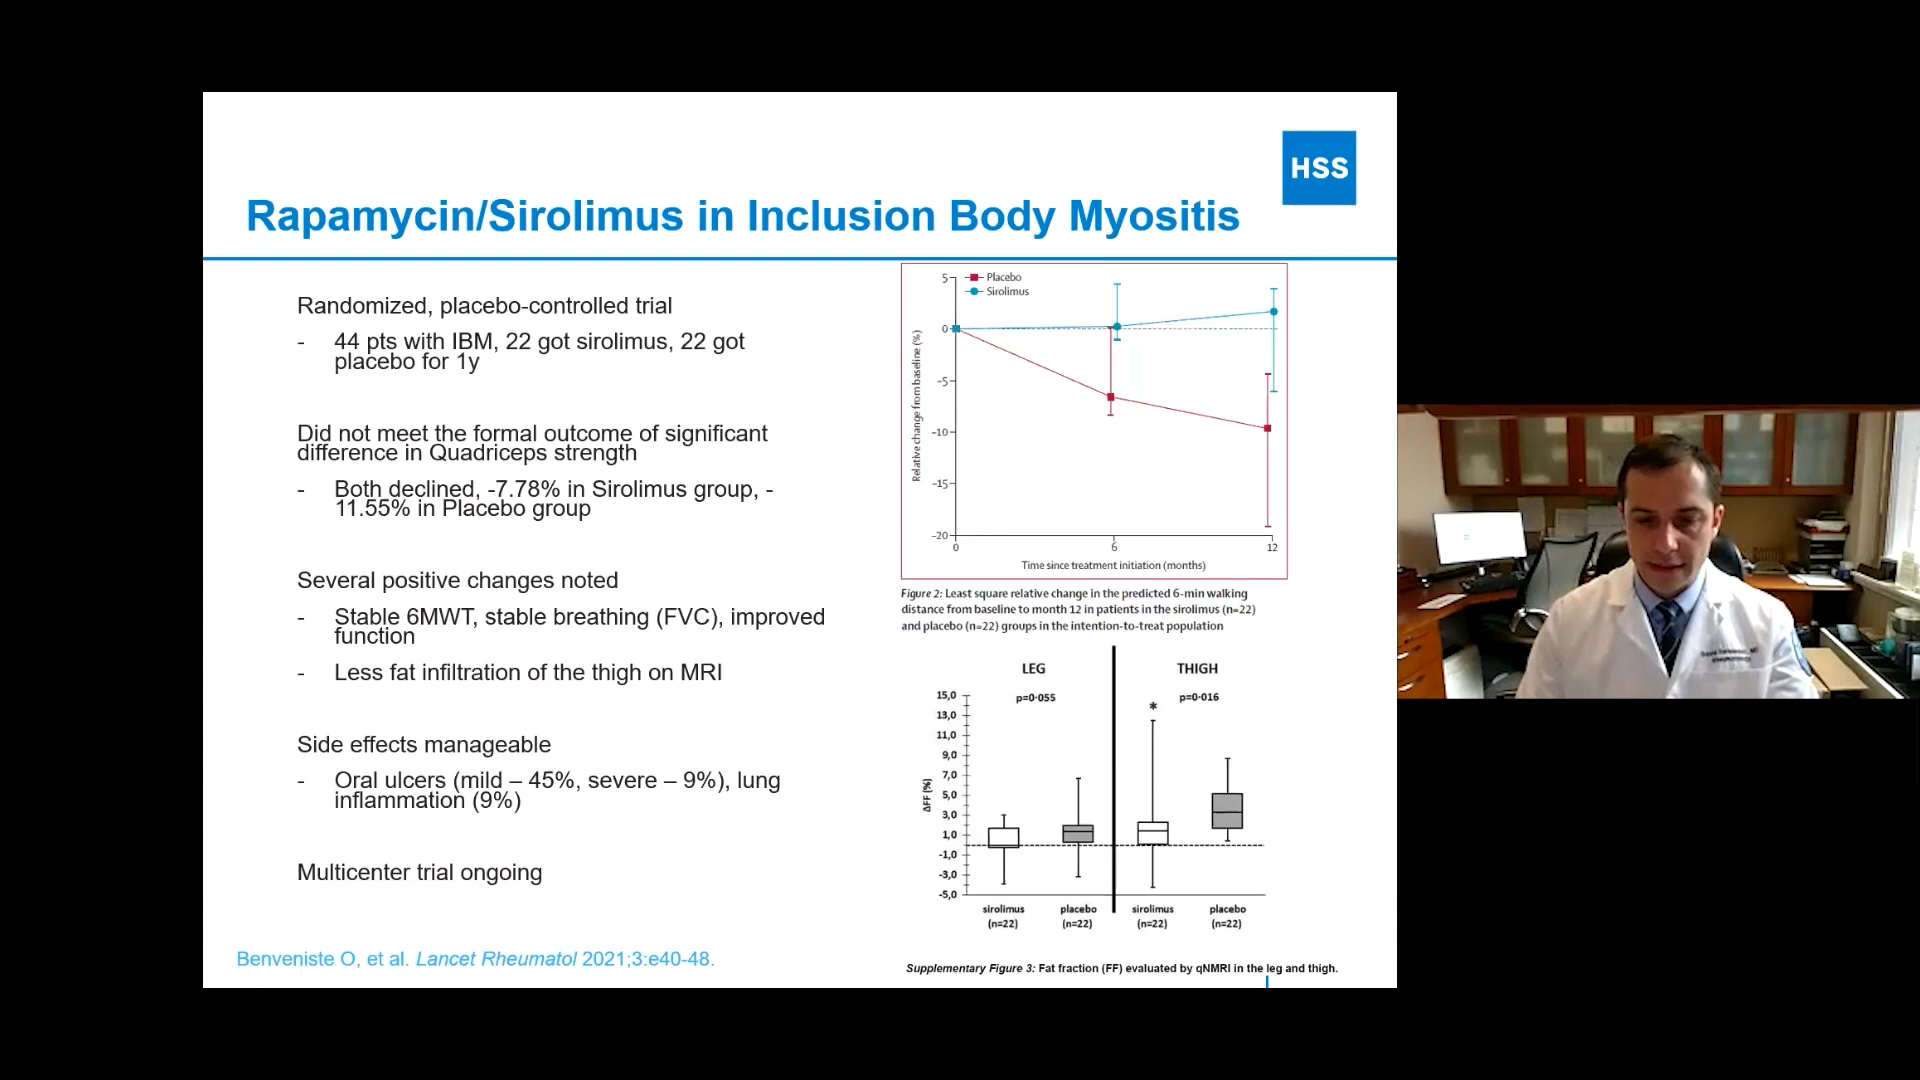 HSS
Rapamycin/Sirolimus in Inclusion Body Myositis
Randomized, placebo-controlled trial
- 44 pts with IBM, 22 got sirolimus, 22 got
placebo for 1y
Did not meet the formal outcome of significant
difference in Quadriceps strength
- Both declined, -7.78% in Sirolimus group, -
11.55% in Placebo group
Several positive changes noted
- Stable 6MWT, stable breathing (FVC), improved
function
- Less fat infiltration of the thigh on MRI
Side effects manageable
- Oral ulcers (mild – 45%, severe – 9%), lung
inflammation (9%)
Multicenter trial ongoing
Benveniste O, et al. Lancet Rheumatol 2021;3:e40-48.
Placebo
Sirolimus
Relative change from baseline (%)
5
0
-5
-10
-15
-20
0 6 12
Time since treatment initiation (months)
Figure 2: Least square relative change in the predicted 6-min walking
distance from baseline to month 12 in patients in the sirolimus (n=22)
and placebo (n=22) groups in the intention-to-treat population
LEG THIGH
p=0·055 p=0·016
*
ΔFF (%)
15,0
13,0
11,0
9,0
7,0
5,0
3,0
1,0
-1,0
-3,0
-5,0
sirolimus placebo sirolimus placebo
(n=22) (n=22) (n=22) (n=22)
Supplementary Figure 3: Fat fraction (FF) evaluated by qNMRI in the leg and thigh.